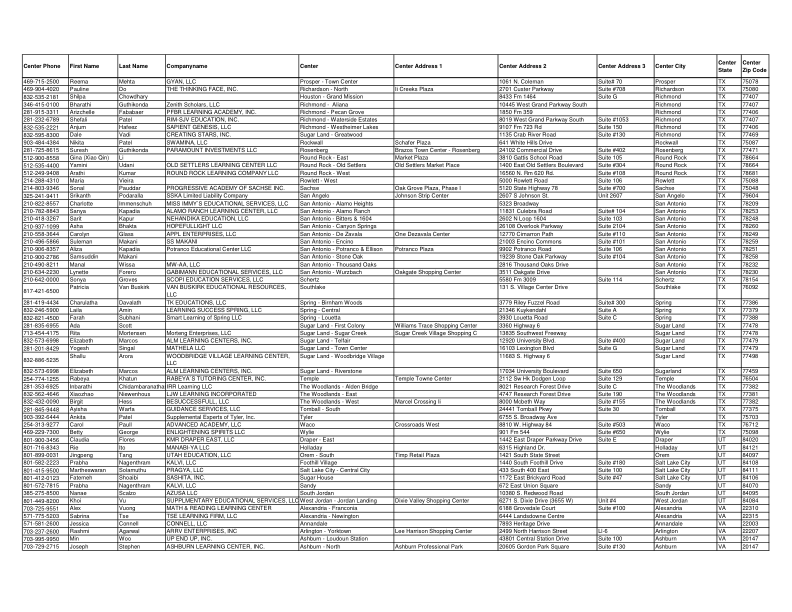 Center Phone First Name Last Name Companyname Center Center Address 1 Center Address 2 Center Address 3 Center City Center State Center Zip Code
469-715-2500 Reema Mehta GYAN, LLC Prosper - Town Center 1061 N. Coleman Suite# 70 Prosper TX 75078
469-904-4020 Pauline Do THE THINKING FACE, INC. Richardson - North Ii Creeks Plaza 2701 Custer Parkway Suite #708 Richardson TX 75080
832-535-2181 Shilpa Chowdhary Houston - Grand Mission 8433 Fm 1464 Suite G Richmond TX 77407
346-415-0100 Bharathi Guthikonda Zenith Scholars, LLC Richmond - Aliana 10445 West Grand Parkway South Richmond TX 77407
281-915-3311 Arizchelle Fababaer PFBR LEARNING ACADEMY, INC. Richmond - Pecan Grove 1850 Fm 359 Richmond TX 77406
281-232-6789 Shefali Patel RIM-SJV EDUCATION, INC. Richmond - Waterside Estates 8019 West Grand Parkway South Suite #1053 Richmond TX 77407
832-535-2221 Anjum Hafeez SAPIENT GENESIS, LLC Richmond - Westheimer Lakes 9107 Fm 723 Rd Suite 150 Richmond TX 77406
832-595-8300 Dale Yadi CREATING STARS, INC. Sugar Land - Greatwood 1135 Crab River Road Suite #130 Richmond TX 77469
903-484-4384 Nikita Patel SWAMINA, LLC Rockwall Schafer Plaza 641 White Hills Drive Rockwall TX 75087
281-725-8615 Suresh Guthikonda PARAMOUNT INVESTMENTS, LLC Rosenberg Brazos Town Center - Rosenberg 24102 Commercial Drive Suite #402 Rosenberg TX 77471
512-900-8558 Gina (Xiao Qin) Li Round Rock - East Market Plaza 3810 Gattis School Road Suite 105 Round Rock TX 78664
512-535-4400 Yamini Udani OLD SETTLERS LEARNING CENTER LLC Round Rock - Old Settlers Old Settlers Market Place 1400 East Old Settlers Boulevard Suite #304 Round Rock TX 78664
512-249-9408 Arathi Kumar ROUND ROCK LEARNING COMPANY LLC Round Rock - West 16560 N. Rm 620 Rd. Suite #108 Round Rock TX 78681
214-288-4310 Maria Vieira Rowlett - West 5000 Rowlett Road Suite 106 Rowlett TX 75088
214-803-9346 Sonal Pauddar PROGRESSIVE ACADEMY OF SACHSE INC. Sachse Oak Grove Plaza, Phase I 5120 State Highway 78 Suite #700 Sachse TX 75048
325-241-9411 Srikanth Podaralla SSKA Limited Liability Company San Angelo Johnson Strip Center 2607 S Johnson St. Unit 2607 San Angelo TX 79604
210-822-8557 Charlotte Immenschuh MISS IMMY'S EDUCATIONAL SERVICES, LLC San Antonio - Alamo Heights 5323 Broadway San Antonio TX 78209
210-782-8843 Sanya Kapadia ALAMO RANCH LEARNING CENTER, LLC San Antonio - Alamo Ranch 11831 Culebra Road Suite# 104 San Antonio TX 78253
210-418-3267 Sarit Kapur NEHANDIKA EDUCATION LLC San Antonio - Bitters & 1604 2602 N Loop 1604 Suite 103 San Antonio TX 78248
210-937-1099 Asha Bhakta HOPEFULLIGHT LLC San Antonio - Canyon Springs 26108 Overlook Parkway Suite 2104 San Antonio TX 78260
210-558-3644 Carolyn Glass APPL ENTERPRISES, LLC San Antonio - De Zavala One Dezavala Center 12770 Cimarron Path Suite #110 San Antonio TX 78249
210-496-5866 Suleman Makani SS MAKANI San Antonio - Encino 21003 Encino Commons Suite #101 San Antonio TX 78259
210-906-8357 Aliza Kapadia Potranco Educational Center LLC San Antonio - Potranco & Ellison Potranco Plaza 9902 Potranco Road Suite 106 San Antonio TX 78251
210-900-2786 Samsuddin Makani San Antonio - Stone Oak 19239 Stone Oak Parkway Suite #104 San Antonio TX 78258
210-490-8211 Manal Wissa MW-AA, LLC San Antonio - Thousand Oaks 2816 Thousand Oaks Drive San Antonio TX 78232
210-634-2230 Lynette Forero GABIMANN EDUCATIONAL SERVICES, LLC San Antonio - Wurzbach Oakgate Shopping Center 3511 Oakgate Drive San Antonio TX 78230
210-642-0000 Sonya Groves SCOPI EDUCATION SERVICES, LLC Schertz 5580 Fm 3009 Suite 114 Schertz TX 78154
817-421-6500 Patricia Van Buskirk VAN BUSKIRK EDUCATIONAL RESOURCES, LLC Southlake 131 S. Village Center Drive Southlake TX 76092
281-419-4434 Charulatha Davalath TK EDUCATIONS, LLC Spring - Birnham Woods 3779 Riley Fuzzel Road Suite# 300 Spring TX 77386
832-246-5900 Laila Amin LEARNING SUCCESS SPRING, LLC Spring - Central 21346 Kuykendahl Suite A Spring TX 77379
832-821-4500 Farah Subhani Smart Learning of Spring LLC Spring - Louetta 3930 Louetta Road Suite C Spring TX 77388
281-835-6955 Ada Scott Sugar Land - First Colony Williams Trace Shopping Center 3360 Highway 6 Sugar Land TX 77478
713-454-4175 Rita Mortensen Morteng Enterprises, LLC Sugar Land - Sugar Creek Sugar Creek Village Shopping C 13835 Southwest Freeway Sugar Land TX 77478
832-573-6998 Elizabeth Marcos ALM LEARNING CENTERS, INC. Sugar Land - Telfair 12920 University Blvd. Suite #400 Sugar Land TX 77479
281-201-8429 Yogesh Singal MATHELA LLC Sugar Land - Town Center 16103 Lexington Blvd Suite G Sugar Land TX 77479
832-886-5235 Shailu Arora WOODBRIDGE VILLAGE LEARNING CENTER, LLC Sugar Land - Woodbridge Village 11683 S. Highway 6 Sugar Land TX 77498
832-573-6998 Elizabeth Marcos ALM LEARNING CENTERS, INC. Sugar Land - Riverstone 17034 University Boulevard Suite 650 Sugarland TX 77459
254-774-1255 Rabeya Khatun RABEYA S TUTORING CENTER, INC. Temple Temple Towne Center 2112 Sw Hk Dodgen Loop Suite 129 Temple TX 76504
281-353-6925 Inbarathi Chidambaranathan IRR Learning LLC The Woodlands - Alden Bridge 8021 Research Forest Drive Suite C The Woodlands TX 77382
832-562-4646 Xiaozhou Niewenhous LJW LEARNING INCORPORATED The Woodlands - East 4747 Research Forest Drive Suite 190 The Woodlands TX 77381
832-432-0090 Birgit Hess BESUCCESSFULL, LLC The Woodlands - West Marcel Crossing Ii 8000 Mcbeth Way Suite #155 The Woodlands TX 77382
281-845-9448 Ayisha Warfa GUIDANCE SERVICES, LLC Tomball - South 24441 Tomball Pkwy Suite 30 Tomball TX 77375
903-392-6444 Ankita Patel Supplemental Experts of Tyler, Inc. Tyler 6755 S. Broadway Ave Tyler TX 75703
254-313-9277 Carol Paull ADVANCED ACADEMY, LLC Waco Crossroads West 8810 W. Highway 84 Suite #503 Waco TX 76712
469-229-7300 Betty George ENLIGHTENING SPIRITS LLC Wylie 901 Fm 544 Suite #650 Wylie TX 75098
801-900-3456 Claudia Flores KMR DRAPER EAST, LLC Draper - East 1442 East Draper Parkway Drive Suite E Draper UT 84020
801-716-8343 Rie Ito MANABI-YA LLC Holladay 6315 Highland Dr. Holladay UT 84121
801-899-0031 Jingpeng Tang UTAH EDUCATION, LLC Orem - South Timp Retail Plaza 1421 South State Street Orem UT 84097
801-582-2223 Prabha Nagenthram KALVI, LLC Foothill Village 1440 South Foothill Drive Suite #180 Salt Lake City UT 84108
801-415-9500 Martheswaran Solamuthu PRAGYA, LLC Salt Lake City - Central City 433 South 400 East Suite 100 Salt Lake City UT 84111
801-412-0123 Fatemeh Shoaibi SASHITA, INC. Sugar House 1172 East Brickyard Road Suite #47 Salt Lake City UT 84106
801-572-7815 Prabha Nagenthram KALVI, LLC Sandy 672 East Union Square Sandy UT 84070
385-275-8500 Nanae Scalzo AZUSA LLC South Jordan 10380 S. Redwood Road South Jordan UT 84095
801-449-8200 Khoi Vu SUPPLMENTARY EDUCATIONAL SERVICES, LLC West Jordan - Jordan Landing Dixie Valley Shopping Center 6271 S. Dixie Drive (3655 W) Unit #4 West Jordan UT 84084
703-725-9551 Alex Vuong MATH & READING LEARNING CENTER Alexandria - Franconia 6188 Grovedale Court Suite #100 Alexandria VA 22310
571-775-5203 Sabrina Tse TSE LEARNING FIRM, LLC Alexandria - Newington 6444 Landsdowne Centre Alexandria VA 22315
571-581-2600 Jessica Connell CONNELL, LLC Annandale 7893 Heritage Drive Annandale VA 22003
703-237-2600 Rashmi Agarwal ARRV ENTERPRISES, INC Arlington - Yorktown Lee Harrison Shopping Center 2499 North Harrison Street Ll-6 Arlington VA 22207
703-995-9950 Min Woo UP END UP, INC. Ashburn - Loudoun Station 43801 Central Station Drive Suite 100 Ashburn VA 20147
703-729-2715 Joseph Stephen ASHBURN LEARNING CENTER, INC. Ashburn - North Ashburn Professional Park 20605 Gordon Park Square Suite #130 Ashburn VA 20147